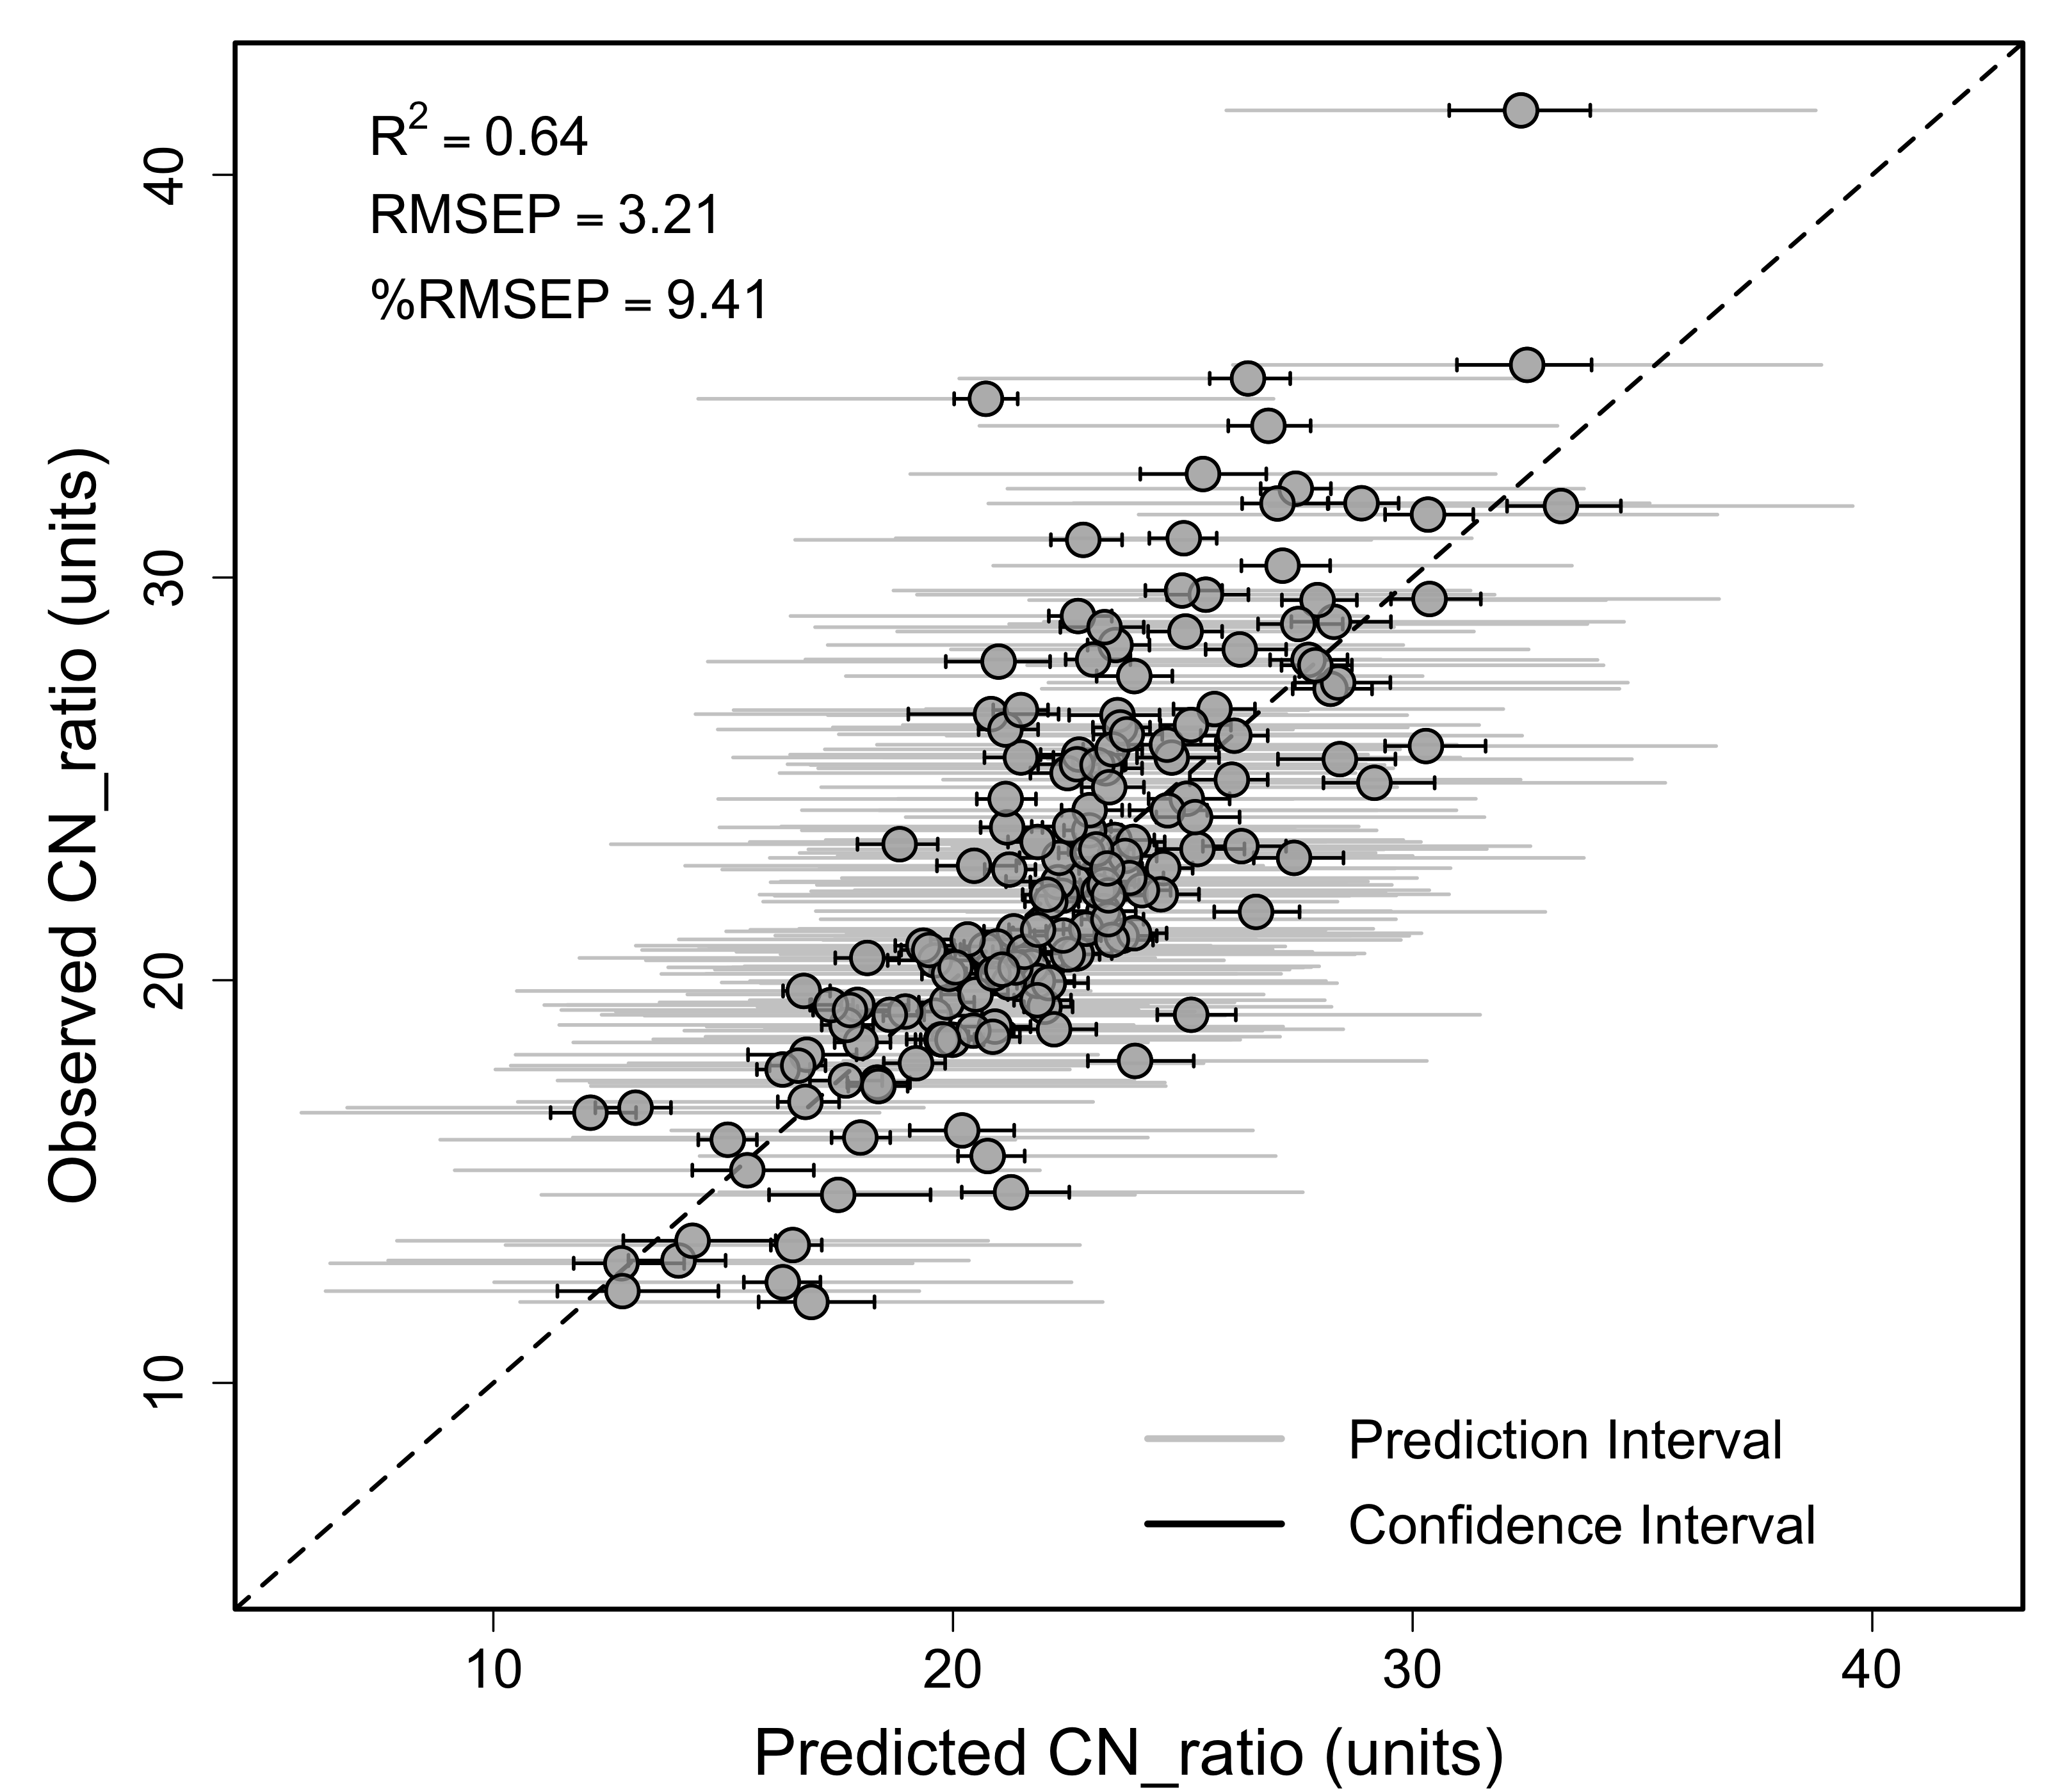 R² = 0.64
RMSEP = 3.21
%RMSEP = 9.41
40
30
20
10
Observed CN_ratio (units)
Prediction Interval
Confidence Interval
10 20 30 40
Predicted CN_ratio (units)